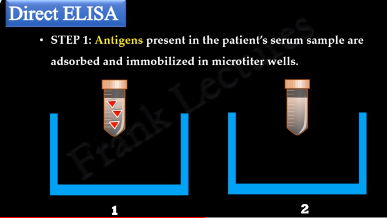 Direct ELISA
• STEP 1: Antigens present in the patient's serum sample are
adsorbed and immobilized in microtiter wells.
Frank Lectures
1
2